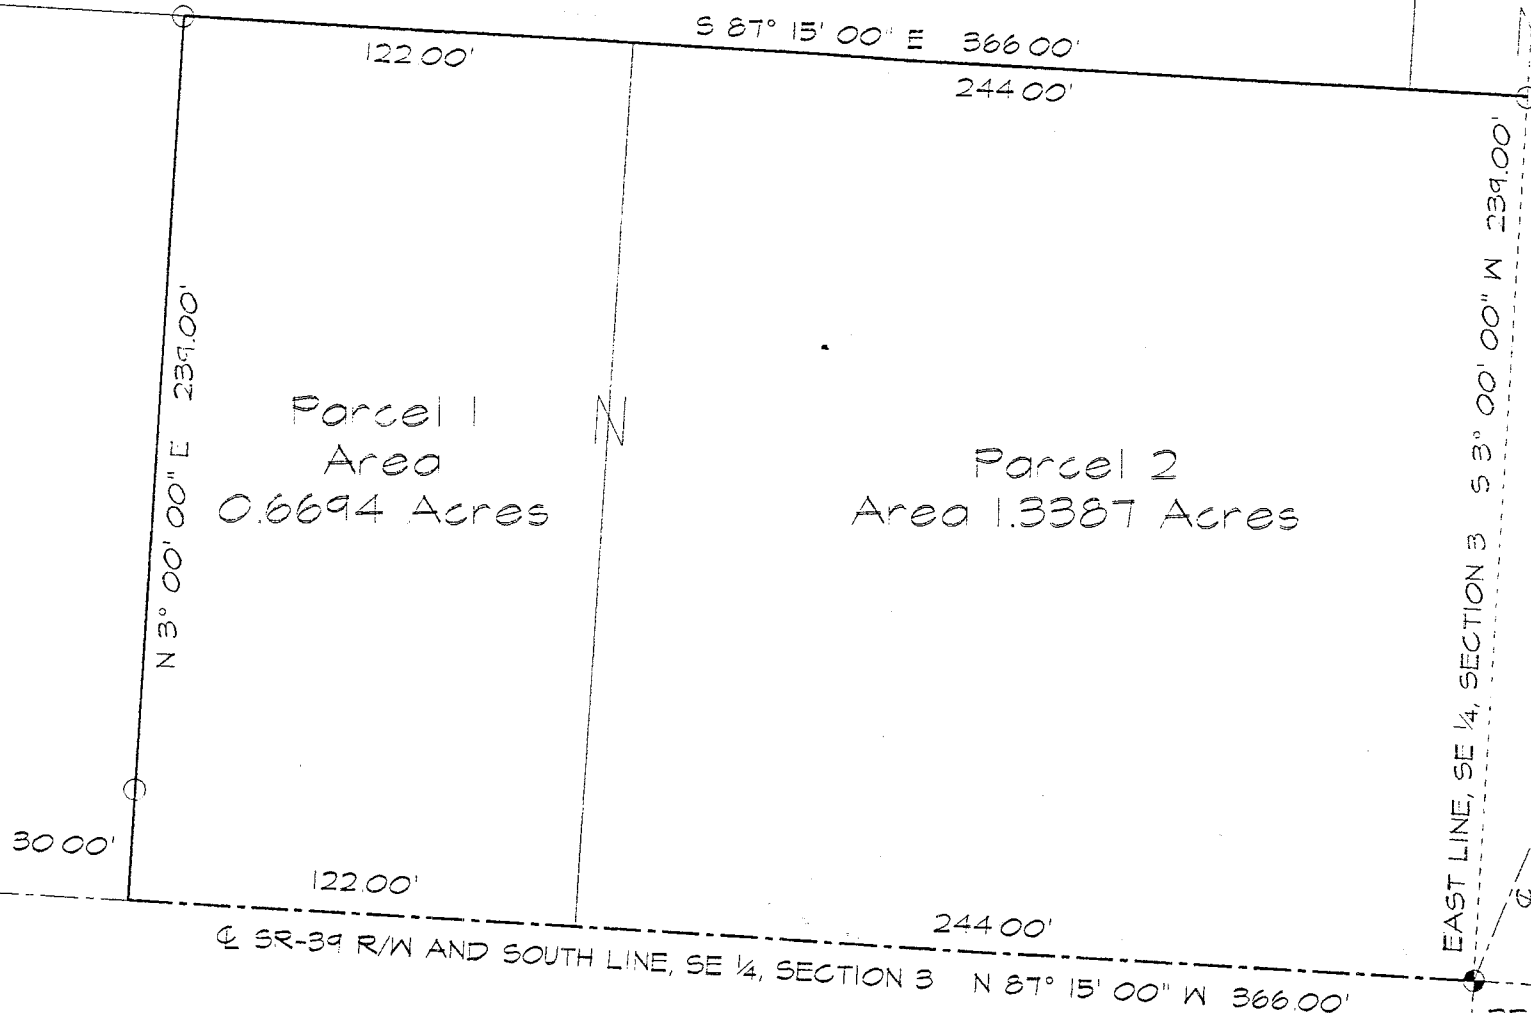 S 87° 15' 00" E 366.00'
122.00'
244.00'
N 3° 00' 00" E 239.00'
S 3° 00' 00" W 239.00'
Parcel 1
Area
0.6694 Acres
N
Parcel 2
Area 1.3387 Acres
EAST LINE, SE ¼, SECTION 3
30.00'
122.00'
244.00'
℄ SR-39 R/W AND SOUTH LINE, SE ¼, SECTION 3 N 87° 15' 00" W 366.00'